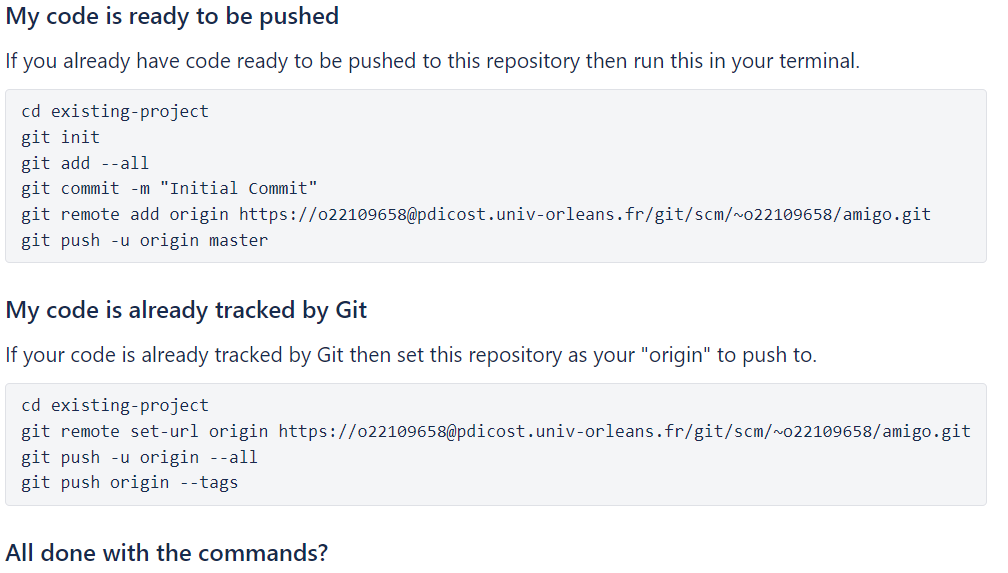 My code is ready to be pushed
If you already have code ready to be pushed to this repository then run this in your terminal.
cd existing-project
git init
git add --all
git commit -m "Initial Commit"
git remote add origin https://o22109658@pdicost.univ-orleans.fr/git/scm/~o22109658/amigo.git
git push -u origin master
My code is already tracked by Git
If your code is already tracked by Git then set this repository as your "origin" to push to.
cd existing-project
git remote set-url origin https://o22109658@pdicost.univ-orleans.fr/git/scm/~o22109658/amigo.git
git push -u origin --all
git push origin --tags
All done with the commands?